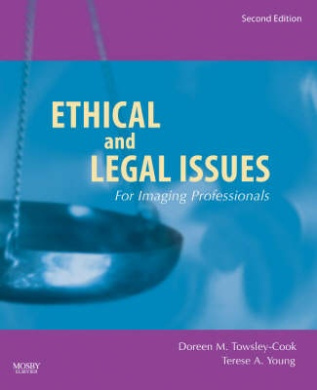 Second Edition
ETHICAL
and
LEGAL ISSUES
For Imaging Professionals
Doreen M. Towsley-Cook
Terese A. Young
MOSBY
ELSEVIER